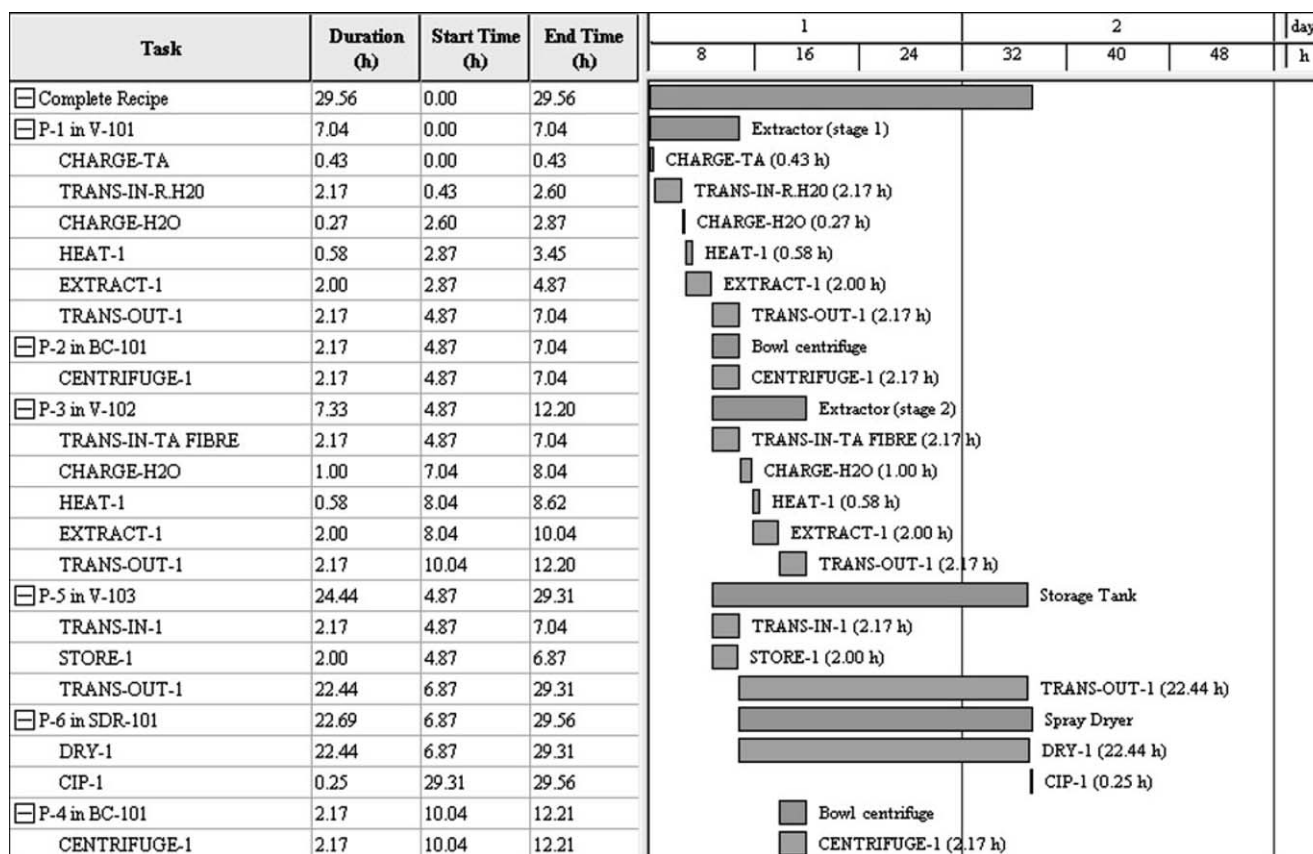 Task Duration (h) Start Time (h) End Time (h) 1 2 day
8 16 24 32 40 48 h
Complete Recipe 29.56 0.00 29.56
P-1 in V-101 7.04 0.00 7.04 Extractor (stage 1)
CHARGE-TA 0.43 0.00 0.43 CHARGE-TA (0.43 h)
TRANS-IN-R.H20 2.17 0.43 2.60 TRANS-IN-R.H20 (2.17 h)
CHARGE-H2O 0.27 2.60 2.87 CHARGE-H2O (0.27 h)
HEAT-1 0.58 2.87 3.45 HEAT-1 (0.58 h)
EXTRACT-1 2.00 2.87 4.87 EXTRACT-1 (2.00 h)
TRANS-OUT-1 2.17 4.87 7.04 TRANS-OUT-1 (2.17 h)
P-2 in BC-101 2.17 4.87 7.04 Bowl centrifuge
CENTRIFUGE-1 2.17 4.87 7.04 CENTRIFUGE-1 (2.17 h)
P-3 in V-102 7.33 4.87 12.20 Extractor (stage 2)
TRANS-IN-TA FIBRE 2.17 4.87 7.04 TRANS-IN-TA FIBRE (2.17 h)
CHARGE-H2O 1.00 7.04 8.04 CHARGE-H2O (1.00 h)
HEAT-1 0.58 8.04 8.62 HEAT-1 (0.58 h)
EXTRACT-1 2.00 8.04 10.04 EXTRACT-1 (2.00 h)
TRANS-OUT-1 2.17 10.04 12.20 TRANS-OUT-1 (2.17 h)
P-5 in V-103 24.44 4.87 29.31 Storage Tank
TRANS-IN-1 2.17 4.87 7.04 TRANS-IN-1 (2.17 h)
STORE-1 2.00 4.87 6.87 STORE-1 (2.00 h)
TRANS-OUT-1 22.44 6.87 29.31 TRANS-OUT-1 (22.44 h)
P-6 in SDR-101 22.69 6.87 29.56 Spray Dryer
DRY-1 22.44 6.87 29.31 DRY-1 (22.44 h)
CIP-1 0.25 29.31 29.56 CIP-1 (0.25 h)
P-4 in BC-101 2.17 10.04 12.21 Bowl centrifuge
CENTRIFUGE-1 2.17 10.04 12.21 CENTRIFUGE-1 (2.17 h)